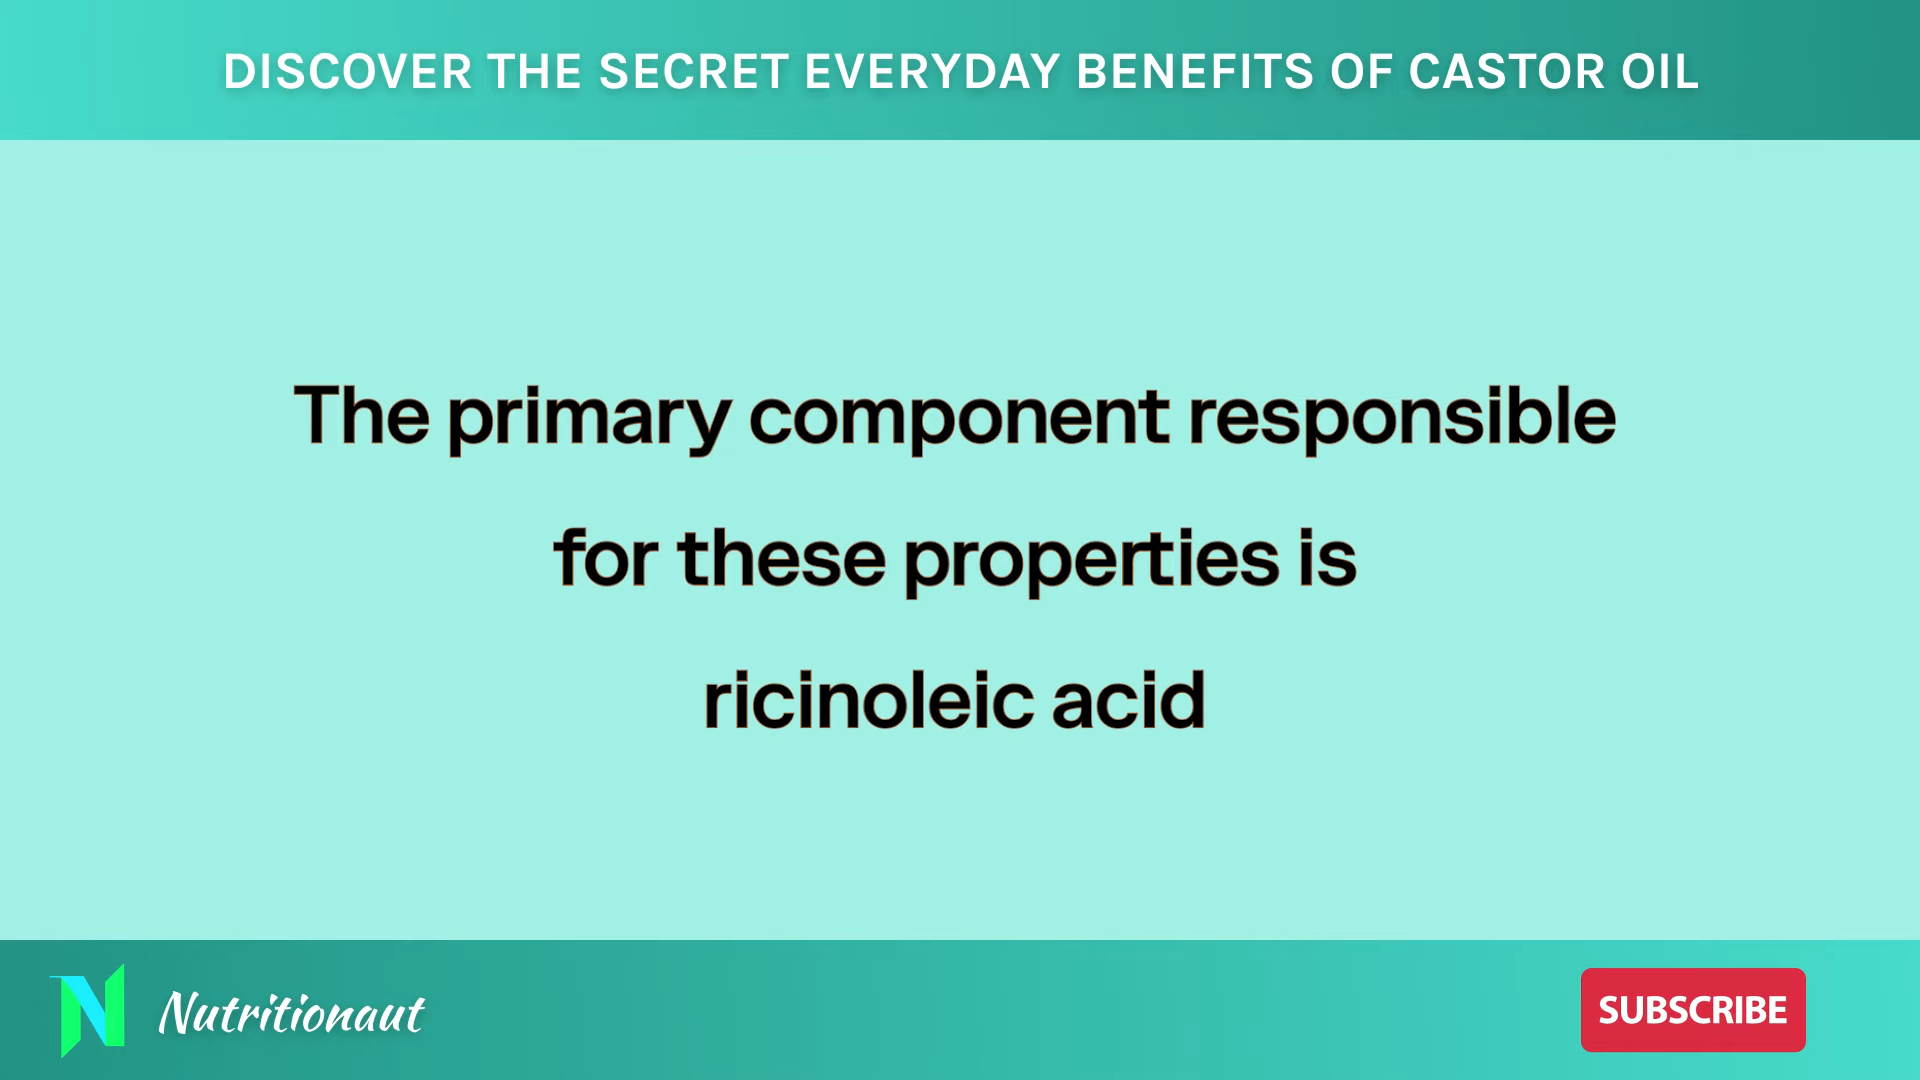 DISCOVER THE SECRET EVERYDAY BENEFITS OF CASTOR OIL
The primary component responsible
for these properties is
ricinoleic acid
Nutritionaut
SUBSCRIBE